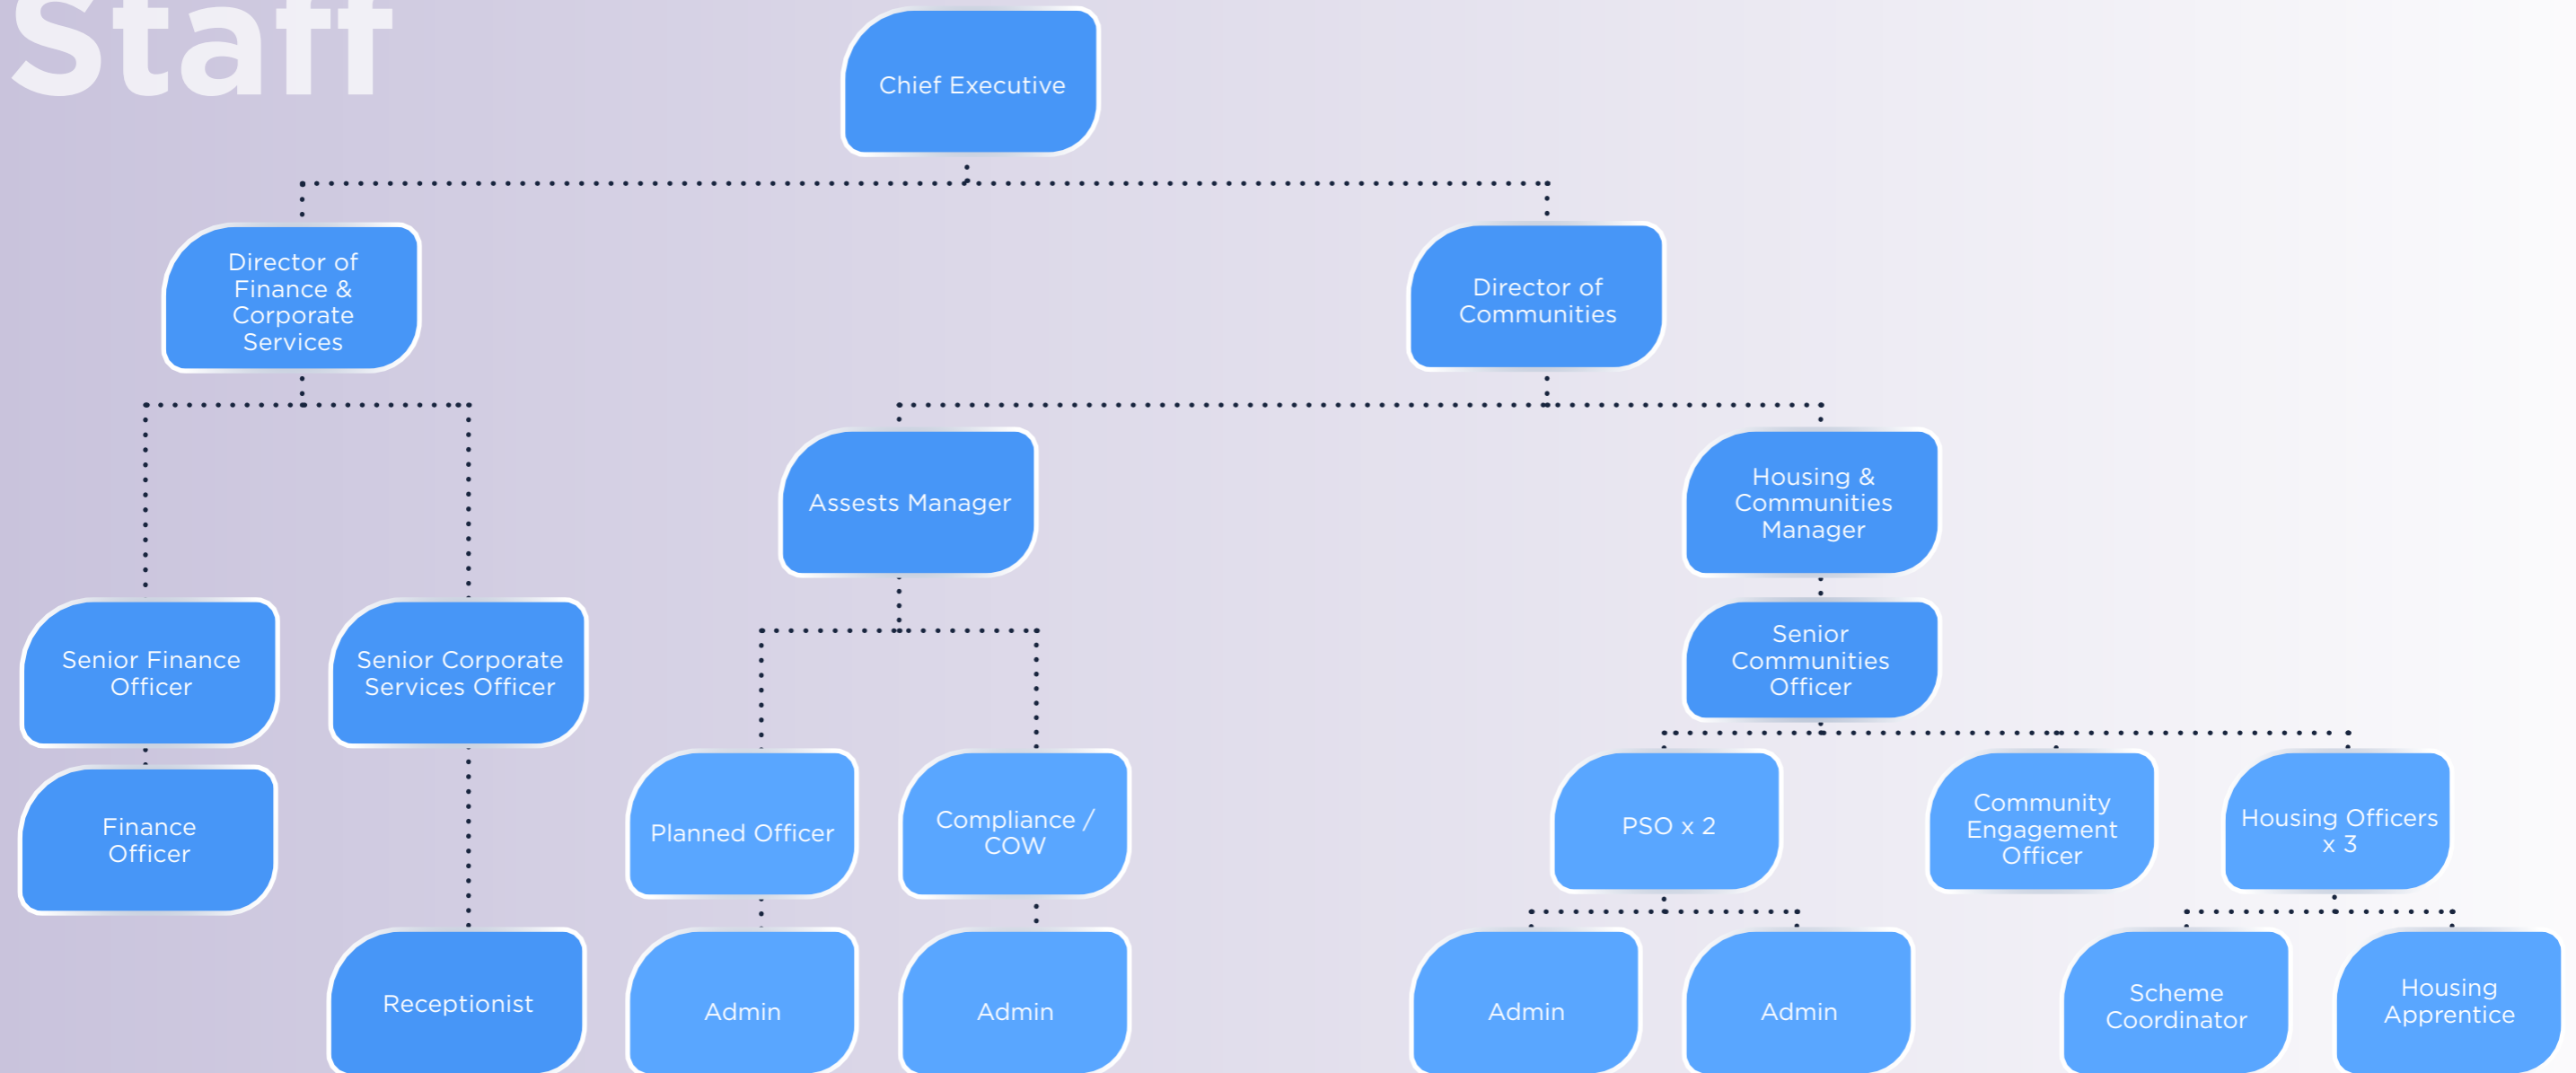 Staff
Chief Executive
Director of
Finance &
Corporate
Services
Director of
Communities
Assests Manager
Housing &
Communities
Manager
Senior Finance
Officer
Senior Corporate
Services Officer
Senior
Communities
Officer
Finance
Officer
Planned Officer
Compliance /
COW
PSO x 2
Community
Engagement
Officer
Housing Officers
x 3
Receptionist
Admin
Admin
Admin
Admin
Scheme
Coordinator
Housing
Apprentice